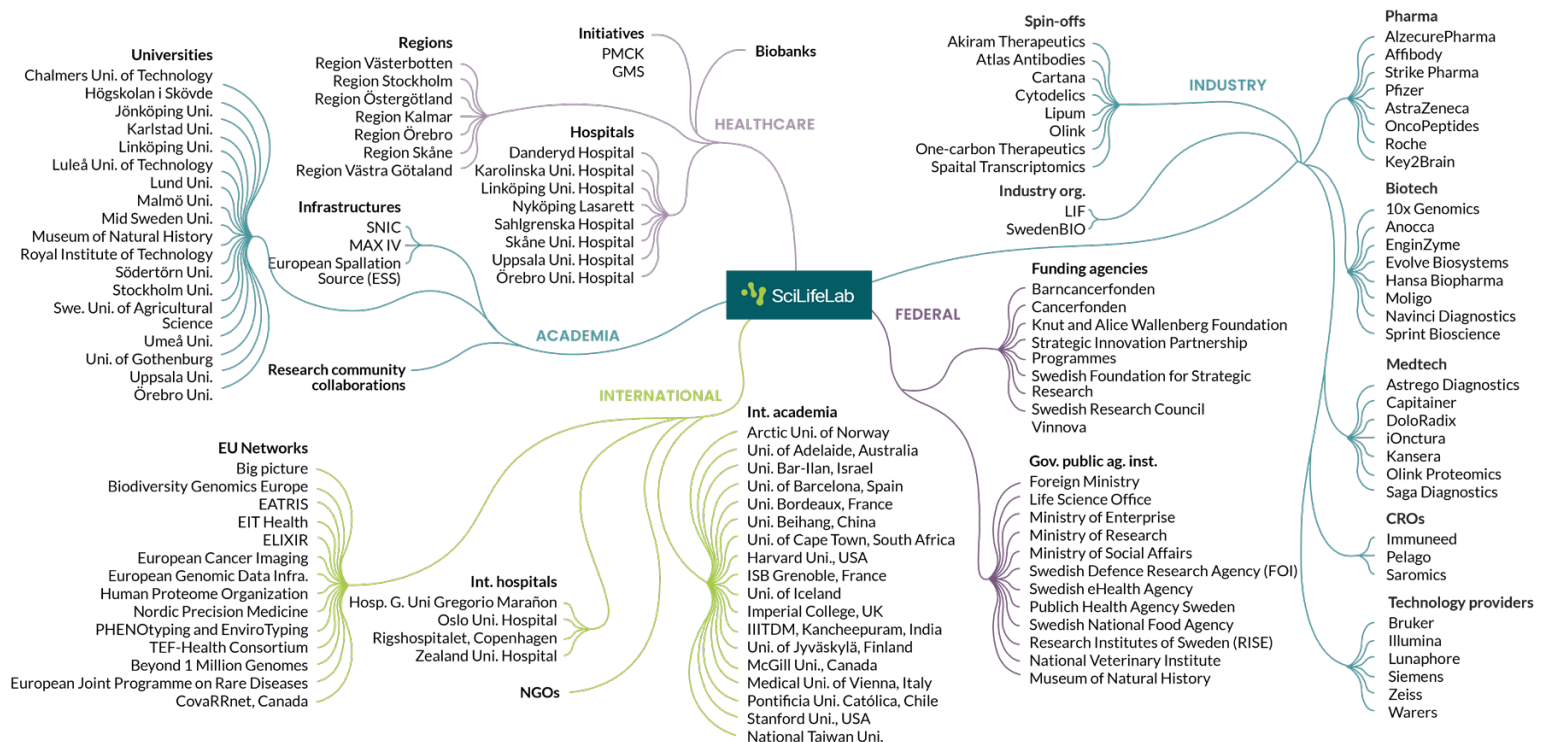 Universities
Chalmers Uni. of Technology
Högskolan i Skövde
Jönköping Uni.
Karlstad Uni.
Linköping Uni.
Luleå Uni. of Technology
Lund Uni.
Malmö Uni.
Mid Sweden Uni.
Museum of Natural History
Royal Institute of Technology
Södertörn Uni.
Stockholm Uni.
Swe. Uni. of Agricultural
Science
Umeå Uni.
Uni. of Gothenburg
Uppsala Uni.
Örebro Uni.
Regions
Region Västerbotten
Region Stockholm
Region Östergötland
Region Kalmar
Region Örebro
Region Skåne
Region Västra Götaland
Infrastructures
SNIC
MAX IV
European Spallation
Source (ESS)
Research community
collaborations
ACADEMIA
Initiatives
PMCK
GMS
Biobanks
HEALTHCARE
Hospitals
Danderyd Hospital
Karolinska Uni. Hospital
Linköping Uni. Hospital
Nyköping Lasarett
Sahlgrenska Hospital
Skåne Uni. Hospital
Uppsala Uni. Hospital
Örebro Uni. Hospital
SciLifeLab
Spin-offs
Akiram Therapeutics
Atlas Antibodies
Cartana
Cytodelics
Lipum
Olink
One-carbon Therapeutics
Spaital Transcriptomics
Industry org.
LIF
SwedenBIO
INDUSTRY
Pharma
AlzecurePharma
Affibody
Strike Pharma
Pfizer
AstraZeneca
OncoPeptides
Roche
Key2Brain
Biotech
10x Genomics
Anocca
EnginZyme
Evolve Biosystems
Hansa Biopharma
Moligo
Navinci Diagnostics
Sprint Bioscience
Medtech
Astrego Diagnostics
Capitainer
DoloRadix
iOnctura
Kansera
Olink Proteomics
Saga Diagnostics
CROs
Immuneed
Pelago
Saromics
Technology providers
Bruker
Illumina
Lunaphore
Siemens
Zeiss
Warers
FEDERAL
Funding agencies
Barncancerfonden
Cancerfonden
Knut and Alice Wallenberg Foundation
Strategic Innovation Partnership
Programmes
Swedish Foundation for Strategic
Research
Swedish Research Council
Vinnova
Gov. public ag. inst.
Foreign Ministry
Life Science Office
Ministry of Enterprise
Ministry of Research
Ministry of Social Affairs
Swedish Defence Research Agency (FOI)
Swedish eHealth Agency
Publich Health Agency Sweden
Swedish National Food Agency
Research Institutes of Sweden (RISE)
National Veterinary Institute
Museum of Natural History
INTERNATIONAL
EU Networks
Big picture
Biodiversity Genomics Europe
EATRIS
EIT Health
ELIXIR
European Cancer Imaging
European Genomic Data Infra.
Human Proteome Organization
Nordic Precision Medicine
PHENOtyping and EnviroTyping
TEF-Health Consortium
Beyond 1 Million Genomes
European Joint Programme on Rare Diseases
CovaRRnet, Canada
Int. hospitals
Hosp. G. Uni Gregorio Marañon
Oslo Uni. Hospital
Rigshospitalet, Copenhagen
Zealand Uni. Hospital
NGOs
Int. academia
Arctic Uni. of Norway
Uni. of Adelaide, Australia
Uni. Bar-Ilan, Israel
Uni. of Barcelona, Spain
Uni. Bordeaux, France
Uni. Beihang, China
Uni. of Cape Town, South Africa
Harvard Uni., USA
ISB Grenoble, France
Uni. of Iceland
Imperial College, UK
IIITDM, Kancheepuram, India
Uni. of Jyväskylä, Finland
McGill Uni., Canada
Medical Uni. of Vienna, Italy
Pontificia Uni. Católica, Chile
Stanford Uni., USA
National Taiwan Uni.